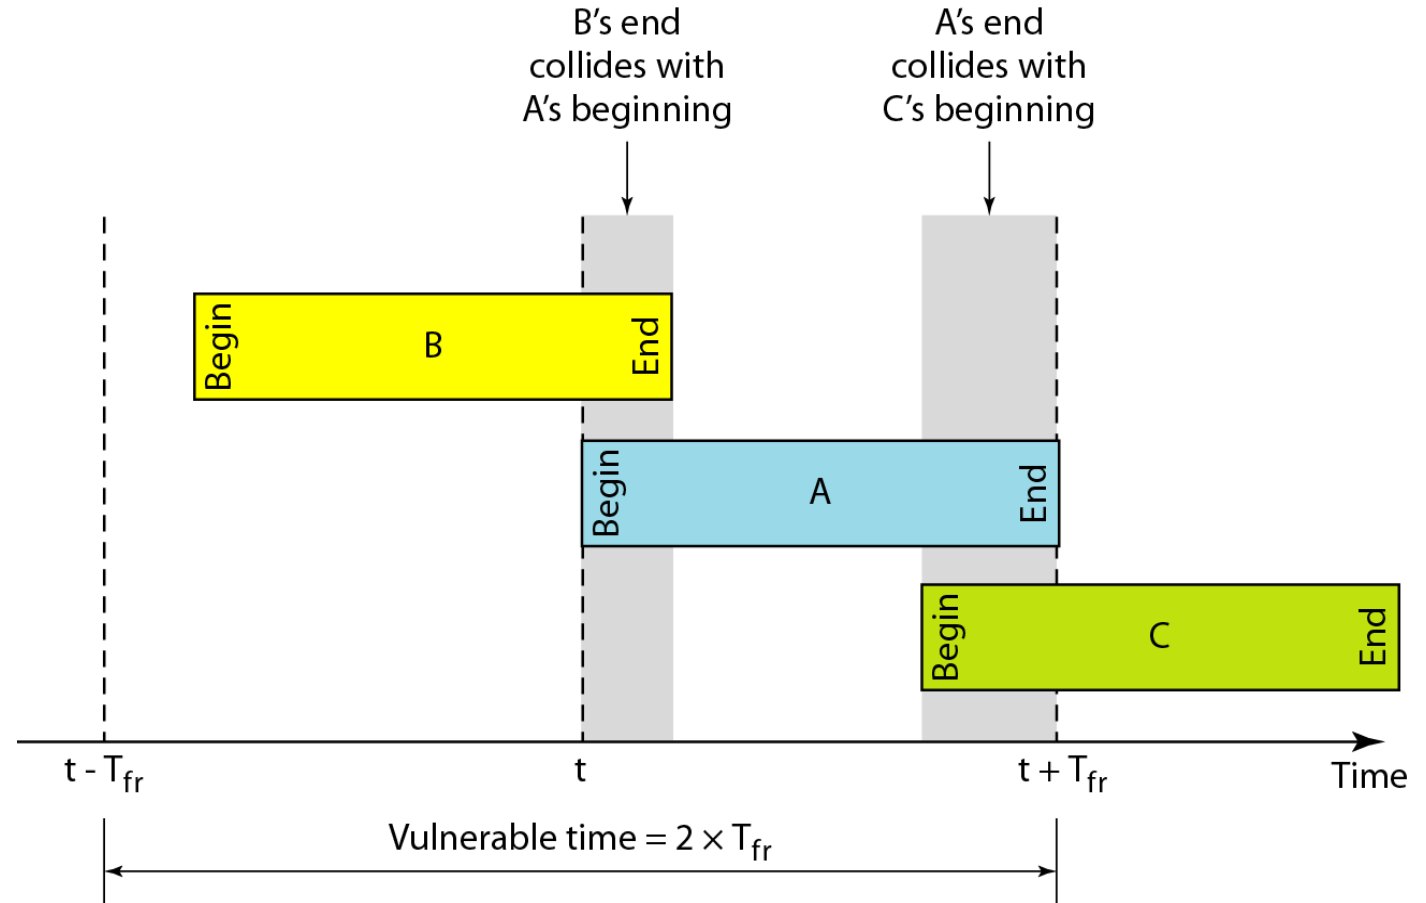 B’s end
collides with
A’s beginning
A’s end
collides with
C’s beginning
Begin
B
End
Begin
A
End
Begin
C
End
t - Tfr
t
t + Tfr
Time
Vulnerable time = 2 × Tfr